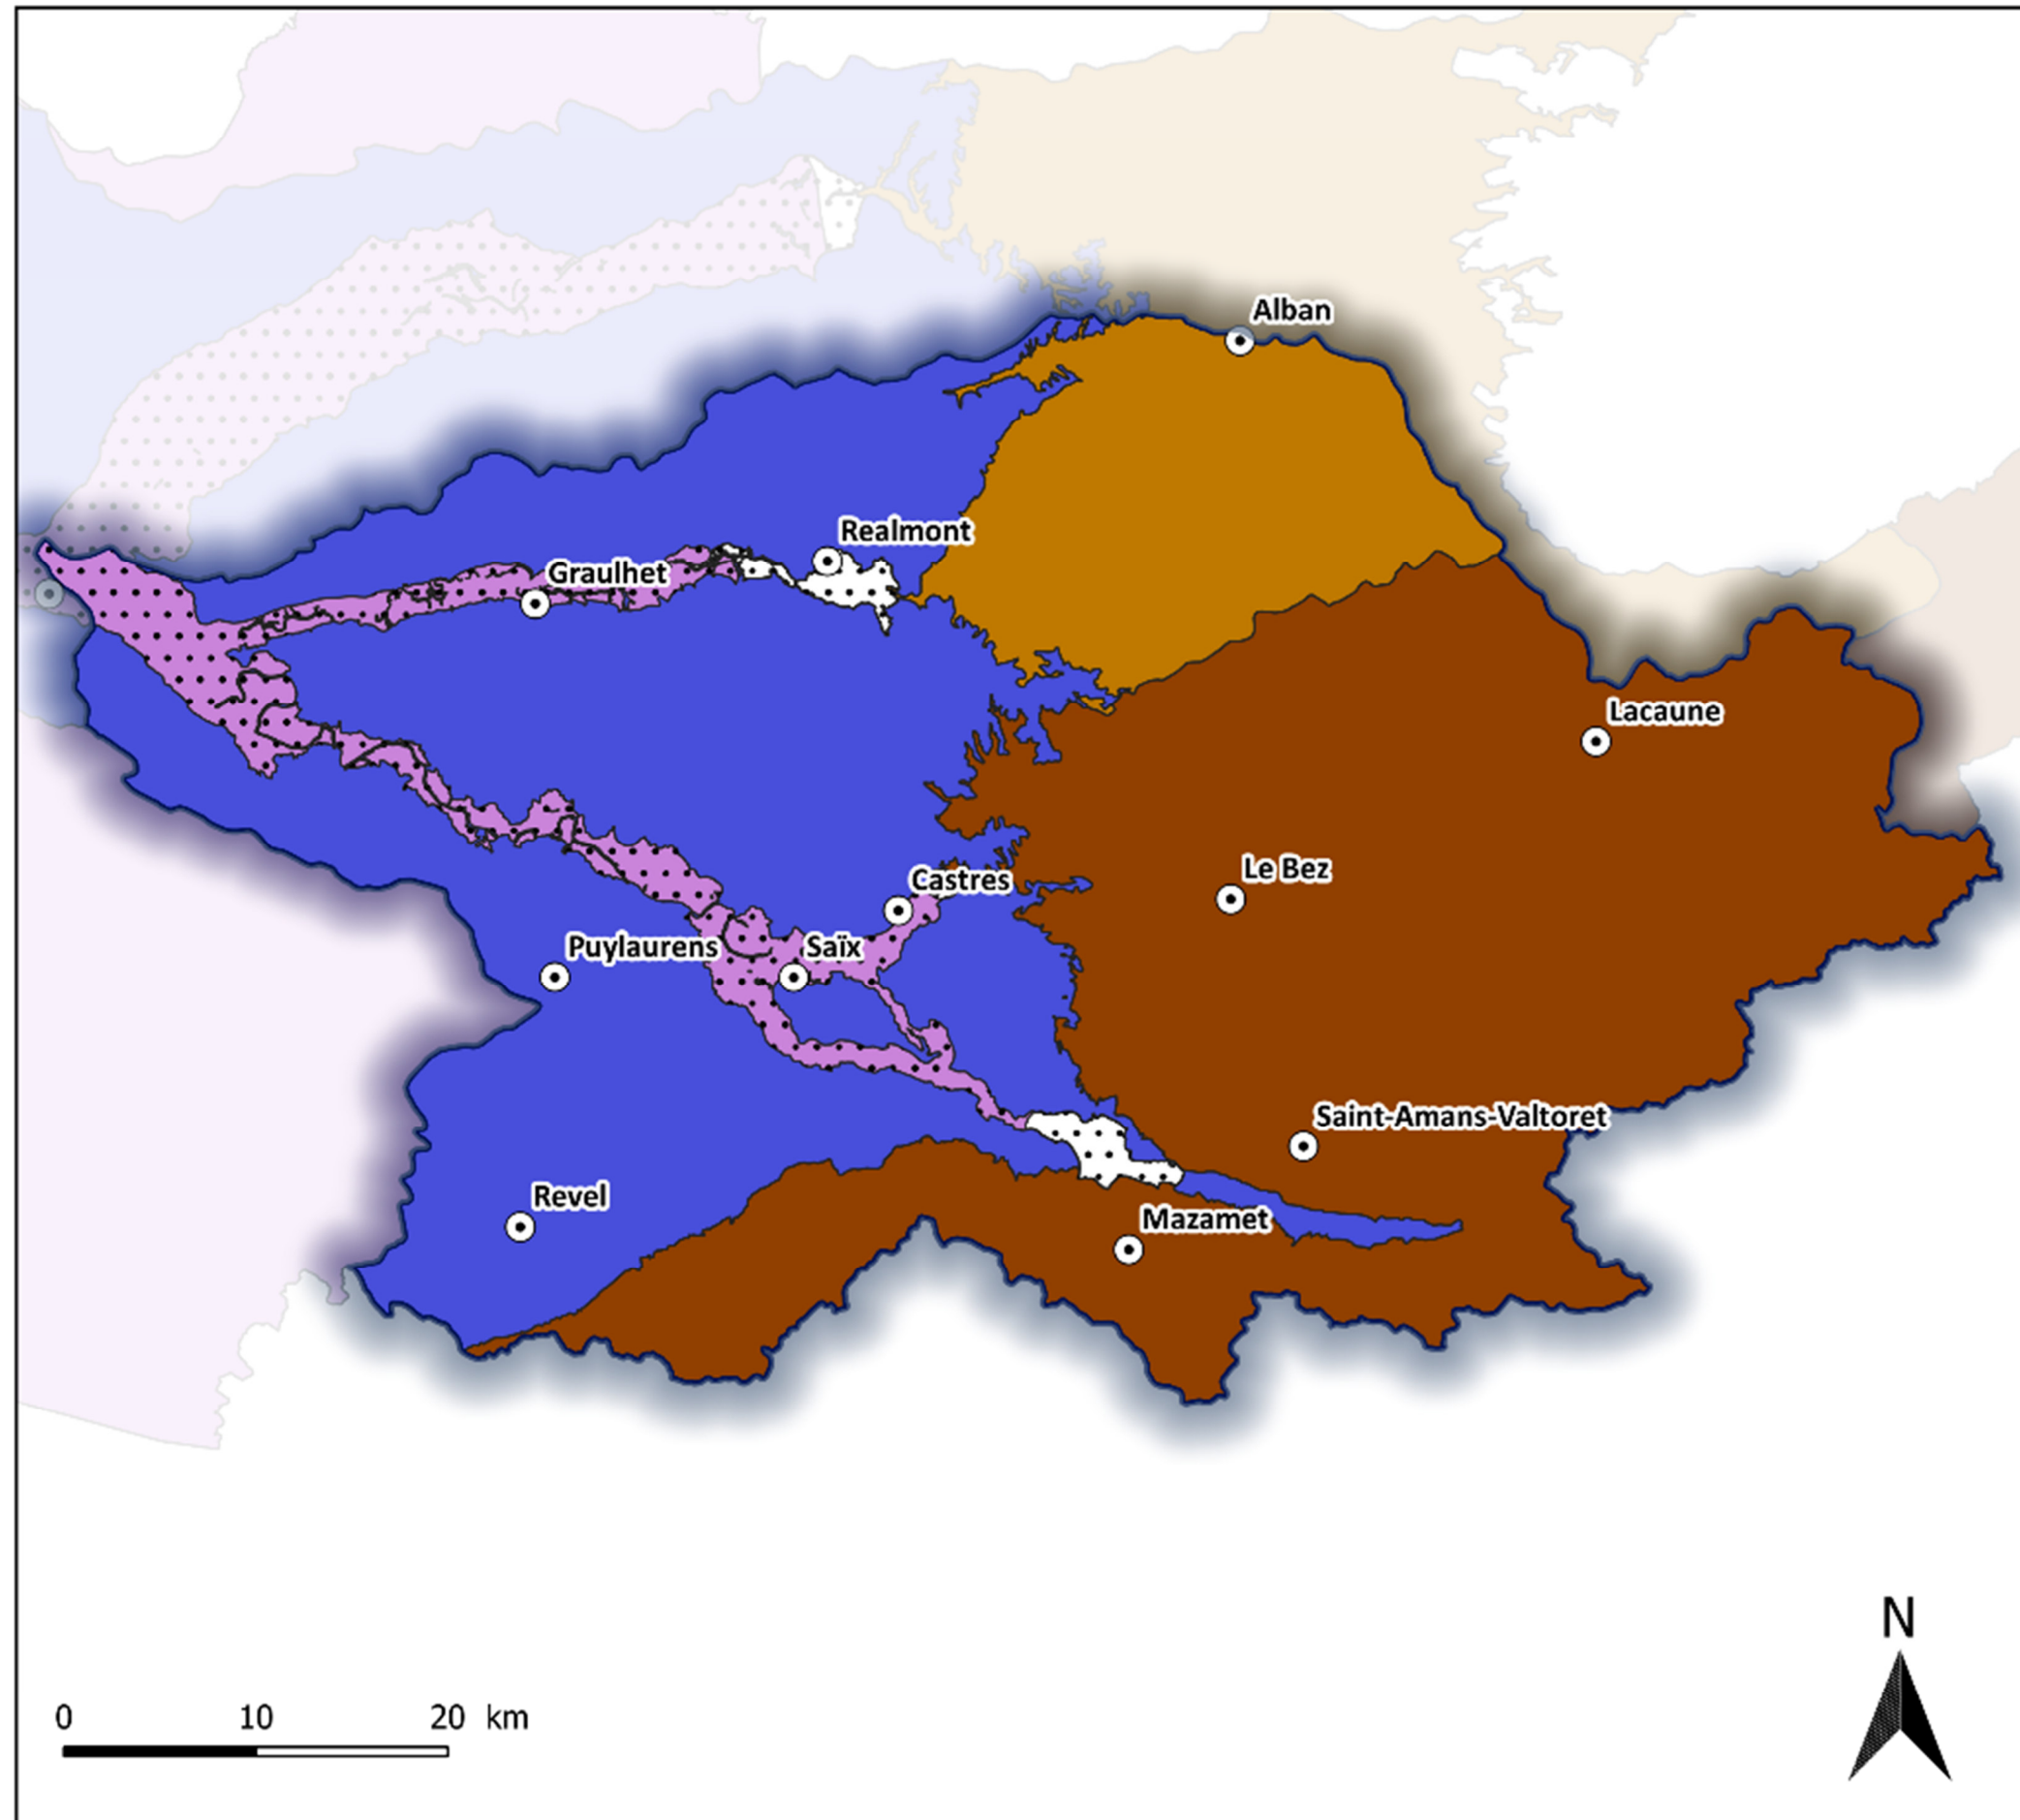 Alban
Realmont
Graulhet
Lacaune
Le Bez
Castres
Puylaurens
Saïx
Saint-Amans-Valtoret
Revel
Mazamet
N
0 10 20 km